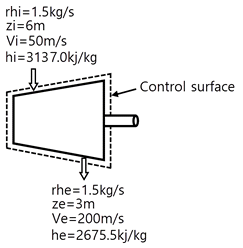 rhi=1.5kg/s
zi=6m
Vi=50m/s
hi=3137.0kj/kg
Control surface
rhe=1.5kg/s
ze=3m
Ve=200m/s
he=2675.5kj/kg